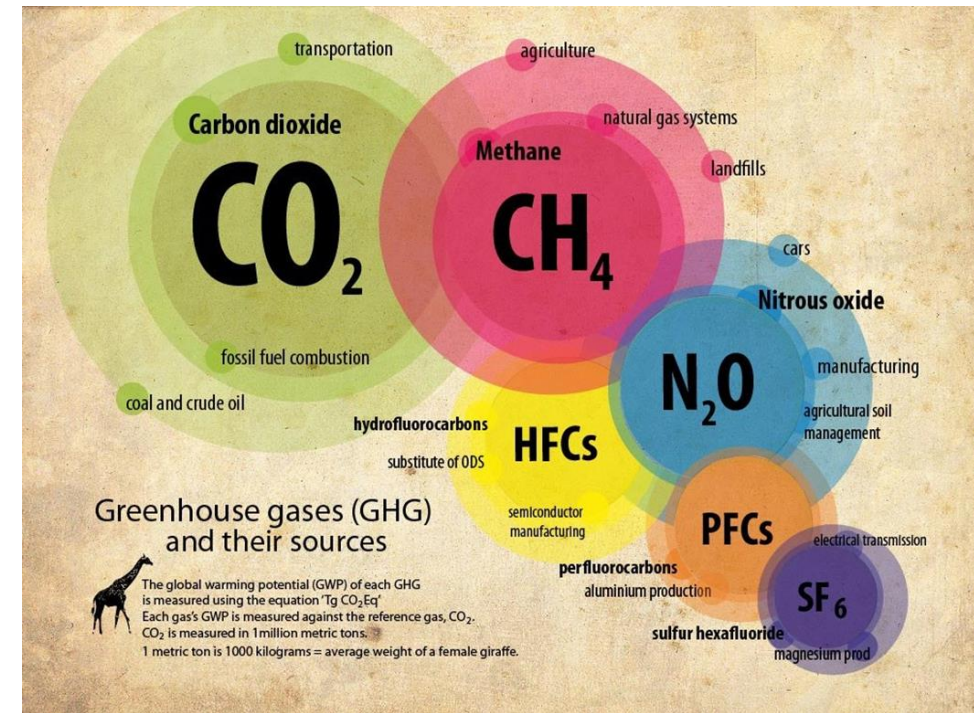 transportation
Carbon dioxide
CO₂
fossil fuel combustion
coal and crude oil
agriculture
natural gas systems
Methane
landfills
CH₄
cars
Nitrous oxide
N₂O
manufacturing
agricultural soil
management
hydrofluorocarbons
HFCs
substitute of ODS
semiconductor
manufacturing
PFCs
perfluorocarbons
aluminium production
electrical transmission
SF₆
sulfur hexafluoride
magnesium prod
Greenhouse gases (GHG)
and their sources
The global warming potential (GWP) of each GHG
is measured using the equation 'Tg CO₂Eq'
Each gas's GWP is measured against the reference gas, CO₂.
CO₂ is measured in 1million metric tons.
1 metric ton is 1000 kilograms = average weight of a female giraffe.